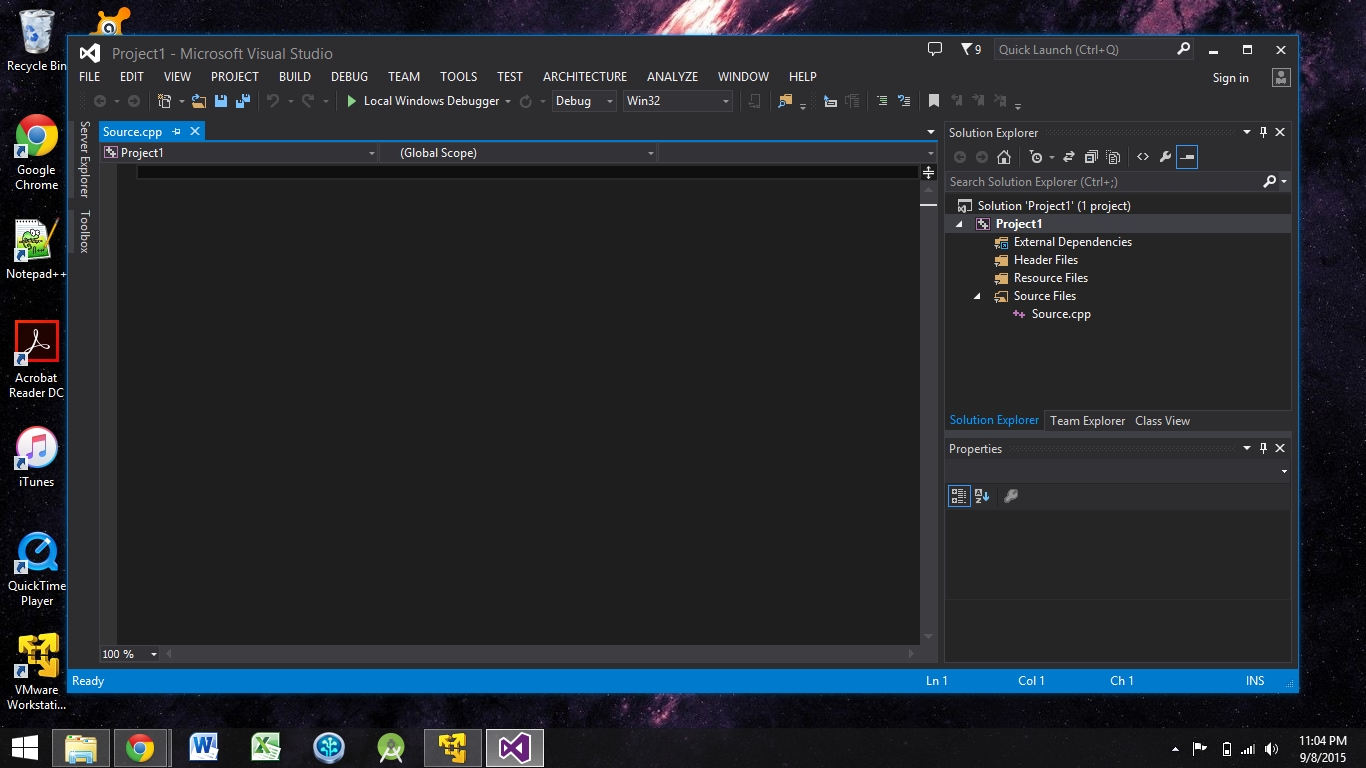 Recycle Bin
Google
Chrome
Notepad++
Acrobat
Reader DC
iTunes
QuickTime
Player
VMware
Workstati...
Project1 - Microsoft Visual Studio
9
Quick Launch (Ctrl+Q)
FILE EDIT VIEW PROJECT BUILD DEBUG TEAM TOOLS TEST ARCHITECTURE ANALYZE WINDOW HELP
Sign in
Local Windows Debugger Debug Win32
Server Explorer
Toolbox
Source.cpp
Project1 (Global Scope)
100 %
Solution Explorer
Search Solution Explorer (Ctrl+;)
Solution 'Project1' (1 project)
Project1
External Dependencies
Header Files
Resource Files
Source Files
Source.cpp
Solution Explorer Team Explorer Class View
Properties
Ready Ln 1 Col 1 Ch 1 INS
11:04 PM
9/8/2015